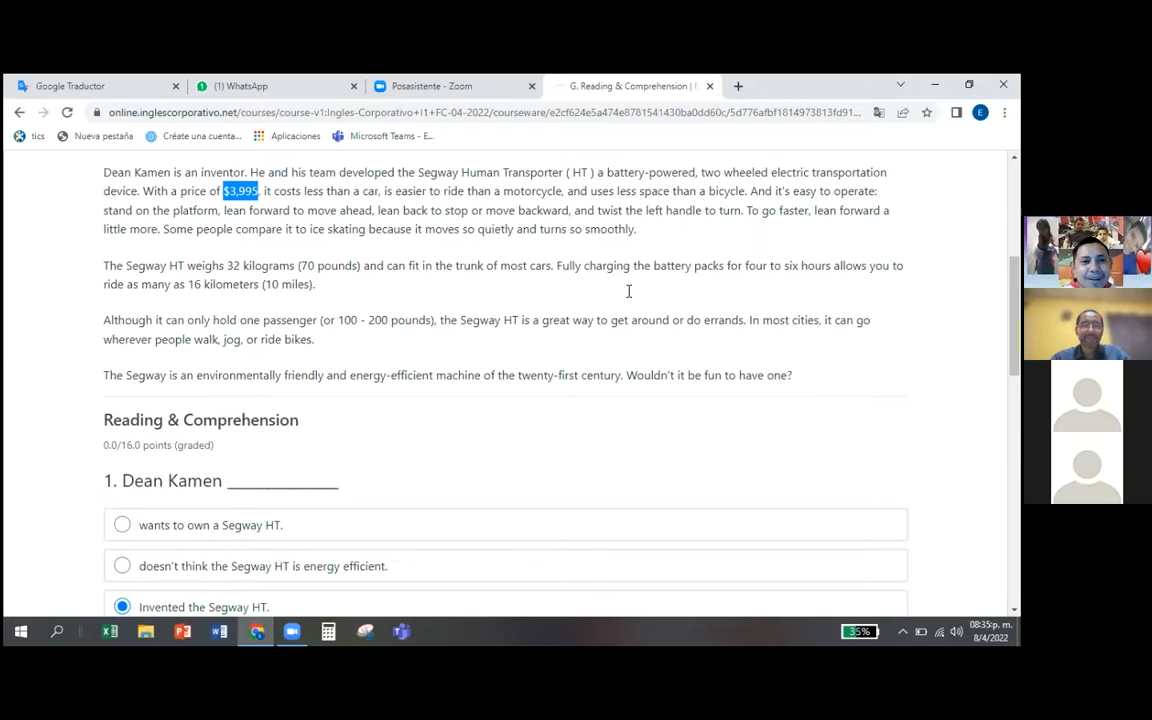 Google Traductor
(1) WhatsApp
Posasistente - Zoom
G. Reading & Comprehension |
online.inglescorporativo.net/courses/course-v1:Ingles-Corporativo+I1+FC-04-2022/courseware/e2cf624e5a474e8781541430ba0dd60c/5d776afbf1814973813fd91...
tics
Nueva pestaña
Créate una cuenta...
Aplicaciones
Microsoft Teams - E...
Dean Kamen is an inventor. He and his team developed the Segway Human Transporter ( HT ) a battery-powered, two wheeled electric transportation
device. With a price of $3,995, it costs less than a car, is easier to ride than a motorcycle, and uses less space than a bicycle. And it's easy to operate:
stand on the platform, lean forward to move ahead, lean back to stop or move backward, and twist the left handle to turn. To go faster, lean forward a
little more. Some people compare it to ice skating because it moves so quietly and turns so smoothly.
The Segway HT weighs 32 kilograms (70 pounds) and can fit in the trunk of most cars. Fully charging the battery packs for four to six hours allows you to
ride as many as 16 kilometers (10 miles).
Although it can only hold one passenger (or 100 - 200 pounds), the Segway HT is a great way to get around or do errands. In most cities, it can go
wherever people walk, jog, or ride bikes.
The Segway is an environmentally friendly and energy-efficient machine of the twenty-first century. Wouldn't it be fun to have one?
Reading & Comprehension
0.0/16.0 points (graded)
1. Dean Kamen ______________
wants to own a Segway HT.
doesn't think the Segway HT is energy efficient.
Invented the Segway HT.
35%
08:35 p. m.
8/4/2022